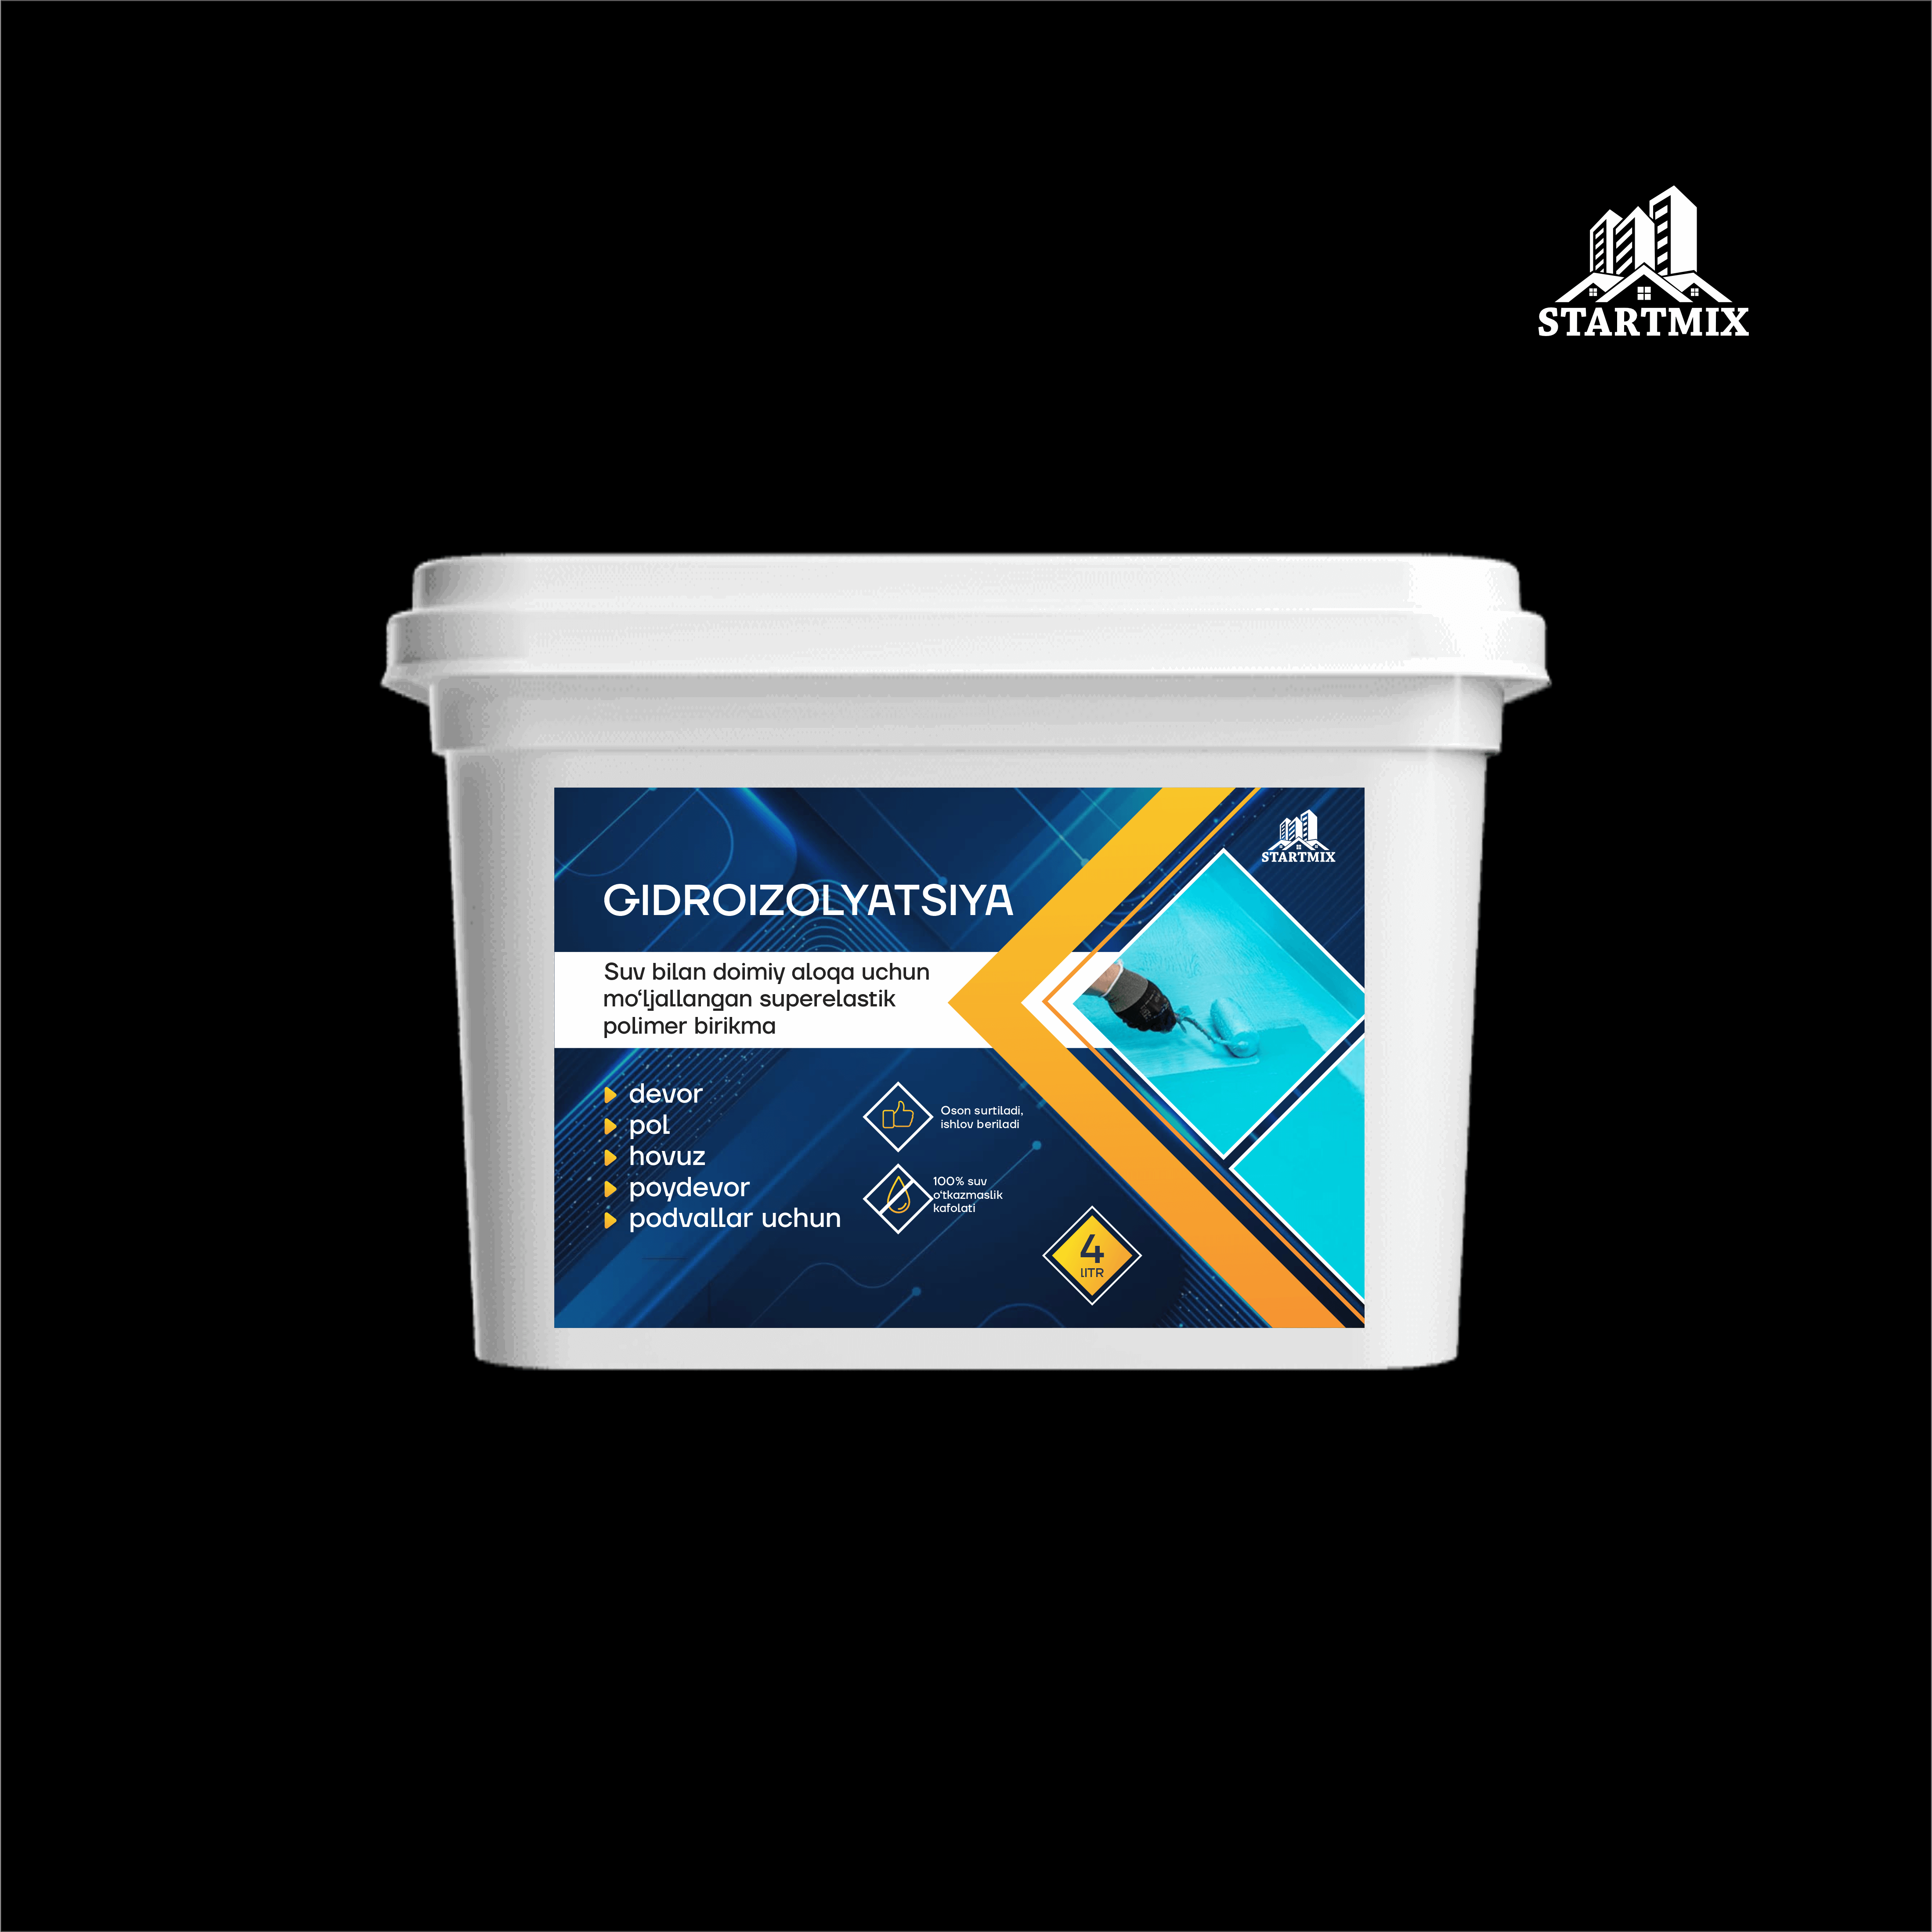 STARTMIX
STARTMIX
GIDROIZOLYATSIYA
Suv bilan doimiy aloqa uchun
mo‘ljallangan superelastik
polimer birikma
devor
pol
hovuz
poydevor
podvallar uchun
Oson surtiladi,
ishlov beriladi
100% suv
o‘tkazmaslik
kafolati
4
LITR